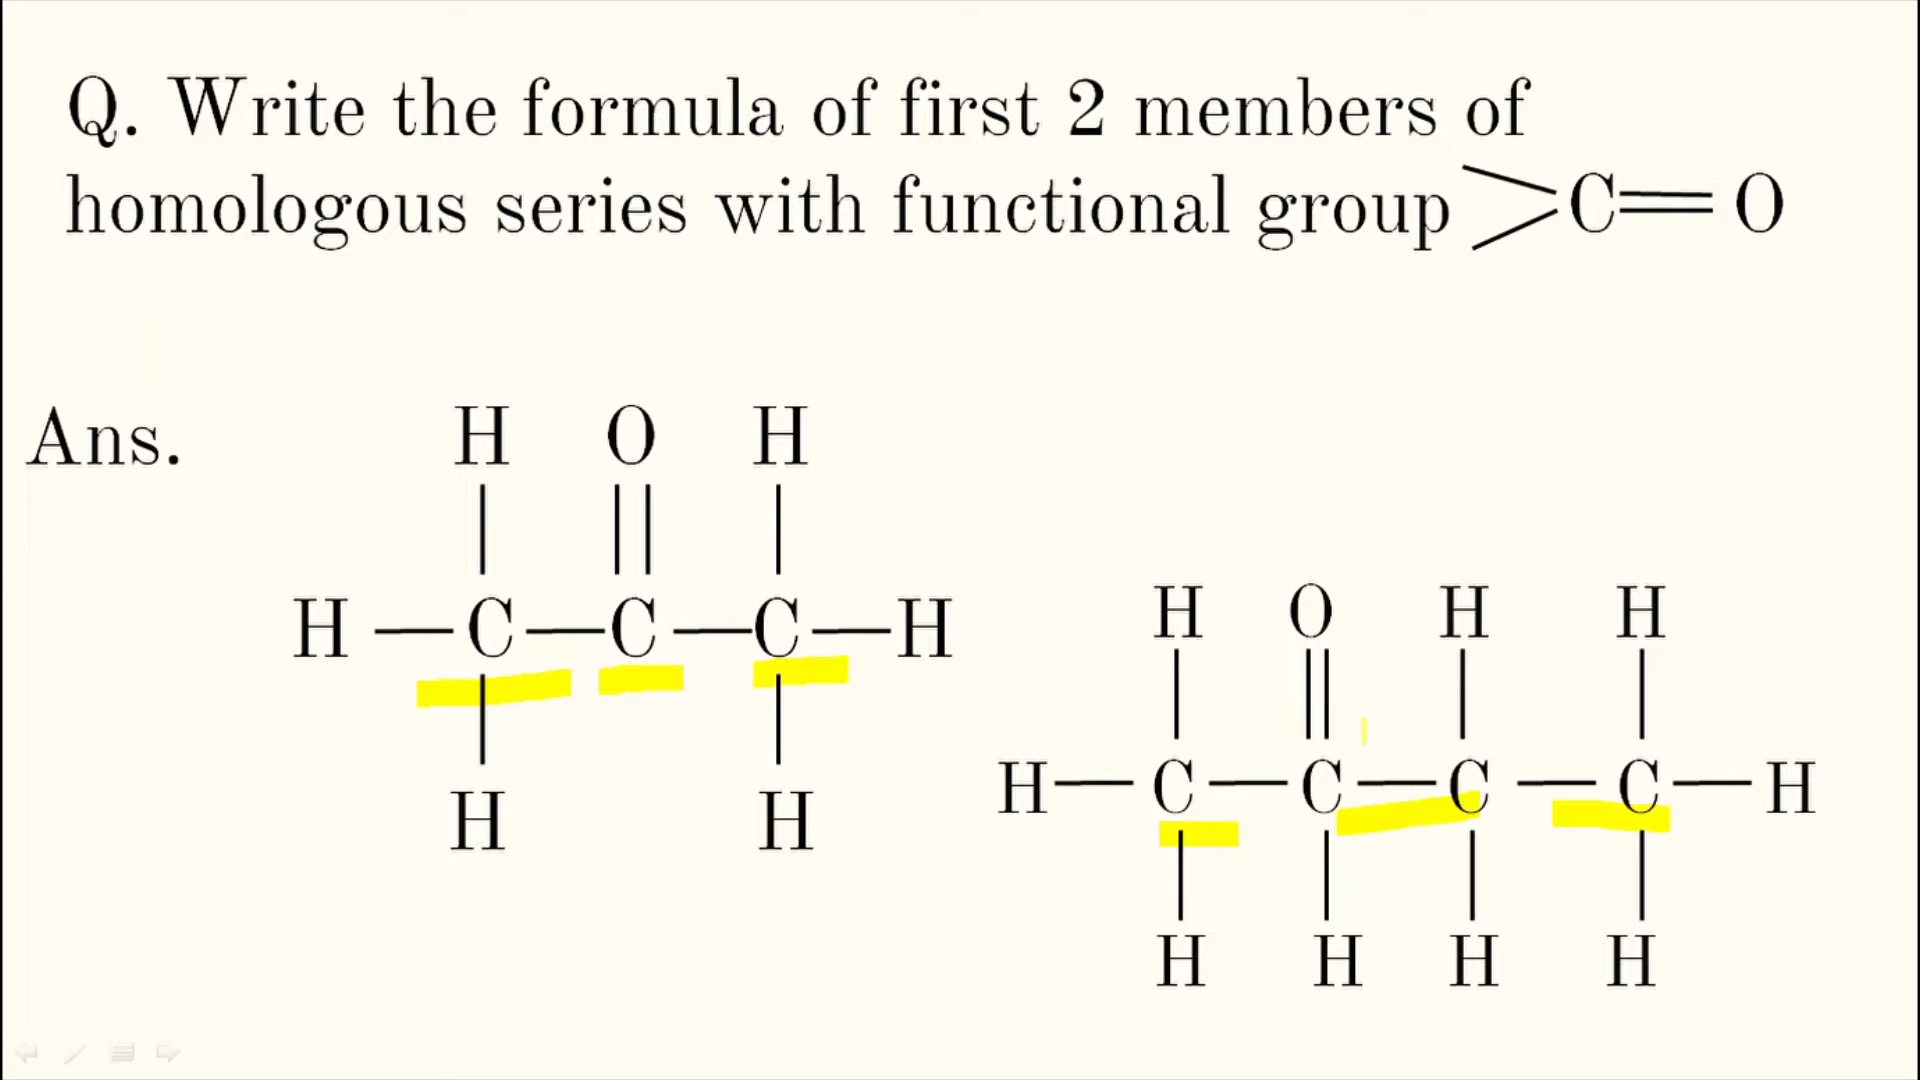 Q. Write the formula of first 2 members of
homologous series with functional group >C=O
Ans.
H O H
H—C—C—C—H
H H
H O H H
H—C—C—C—C—H
H H H H